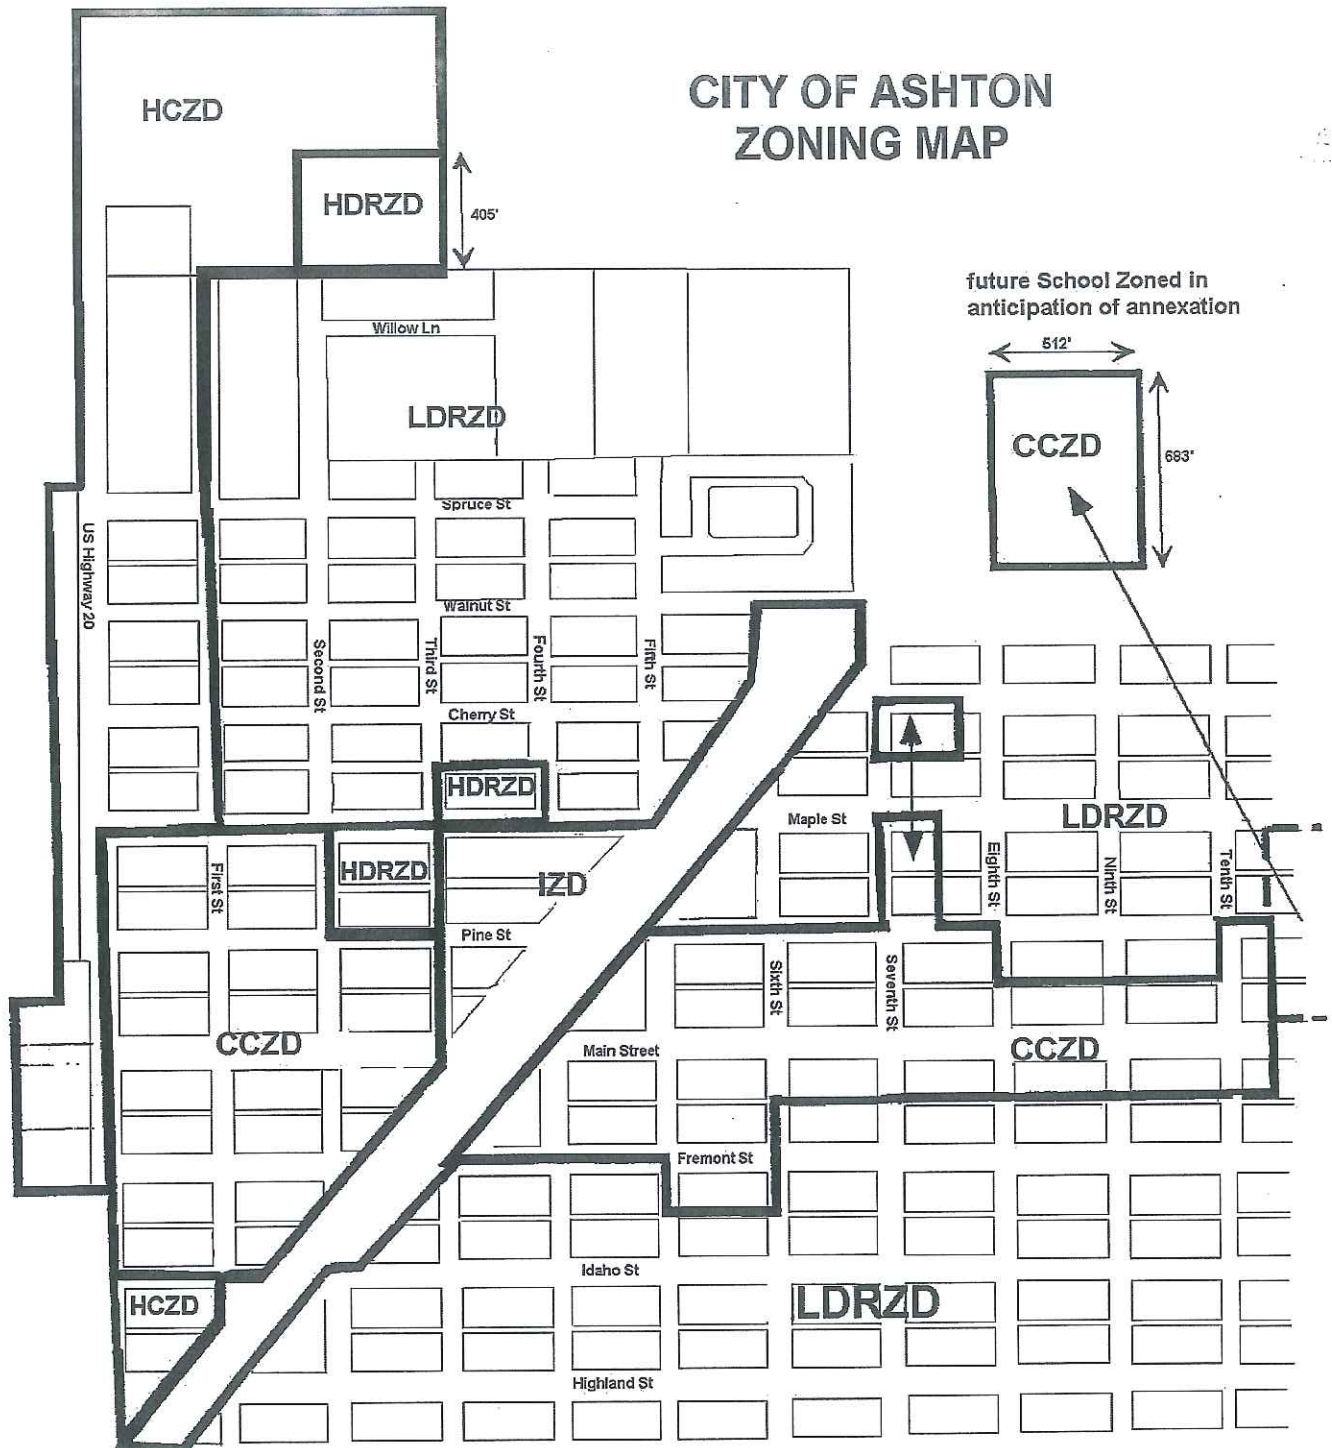 CITY OF ASHTON
ZONING MAP
HCZD
HDRZD
405'
future School Zoned in
anticipation of annexation
512'
Willow Ln
LDRZD
CCZD
683'
Spruce St
US Highway 20
Walnut St
Second St
Third St
Fourth St
Fifth St
Cherry St
HDRZD
Maple St
LDRZD
First St
HDRZD
IZD
Eighth St
Ninth St
Tenth St
Pine St
Sixth St
Seventh St
CCZD
Main Street
CCZD
Fremont St
Idaho St
HCZD
LDRZD
Highland St